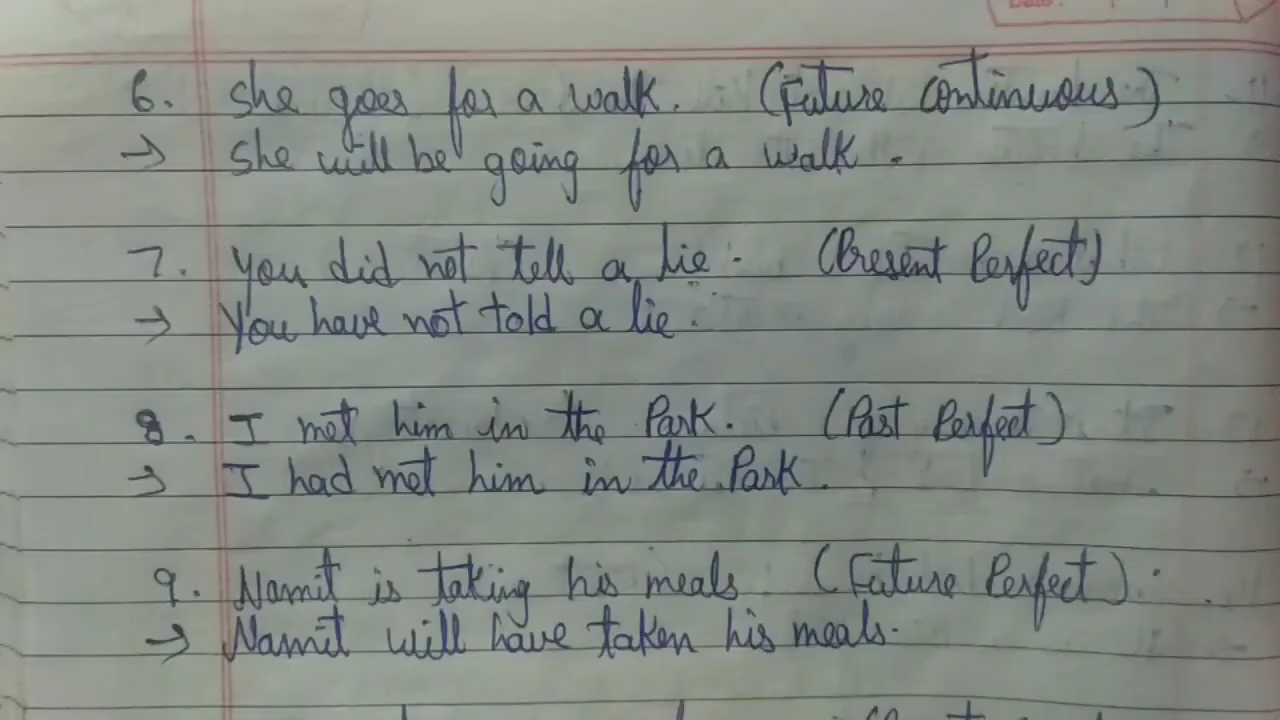 6. She goes for a walk. (Future Continuous)
→ She will be going for a walk.
7. You did not tell a lie. (Present Perfect)
→ You have not told a lie.
8. I met him in the Park. (Past Perfect)
→ I had met him in the Park.
9. Namit is taking his meals. (Future Perfect).
→ Namit will have taken his meals.